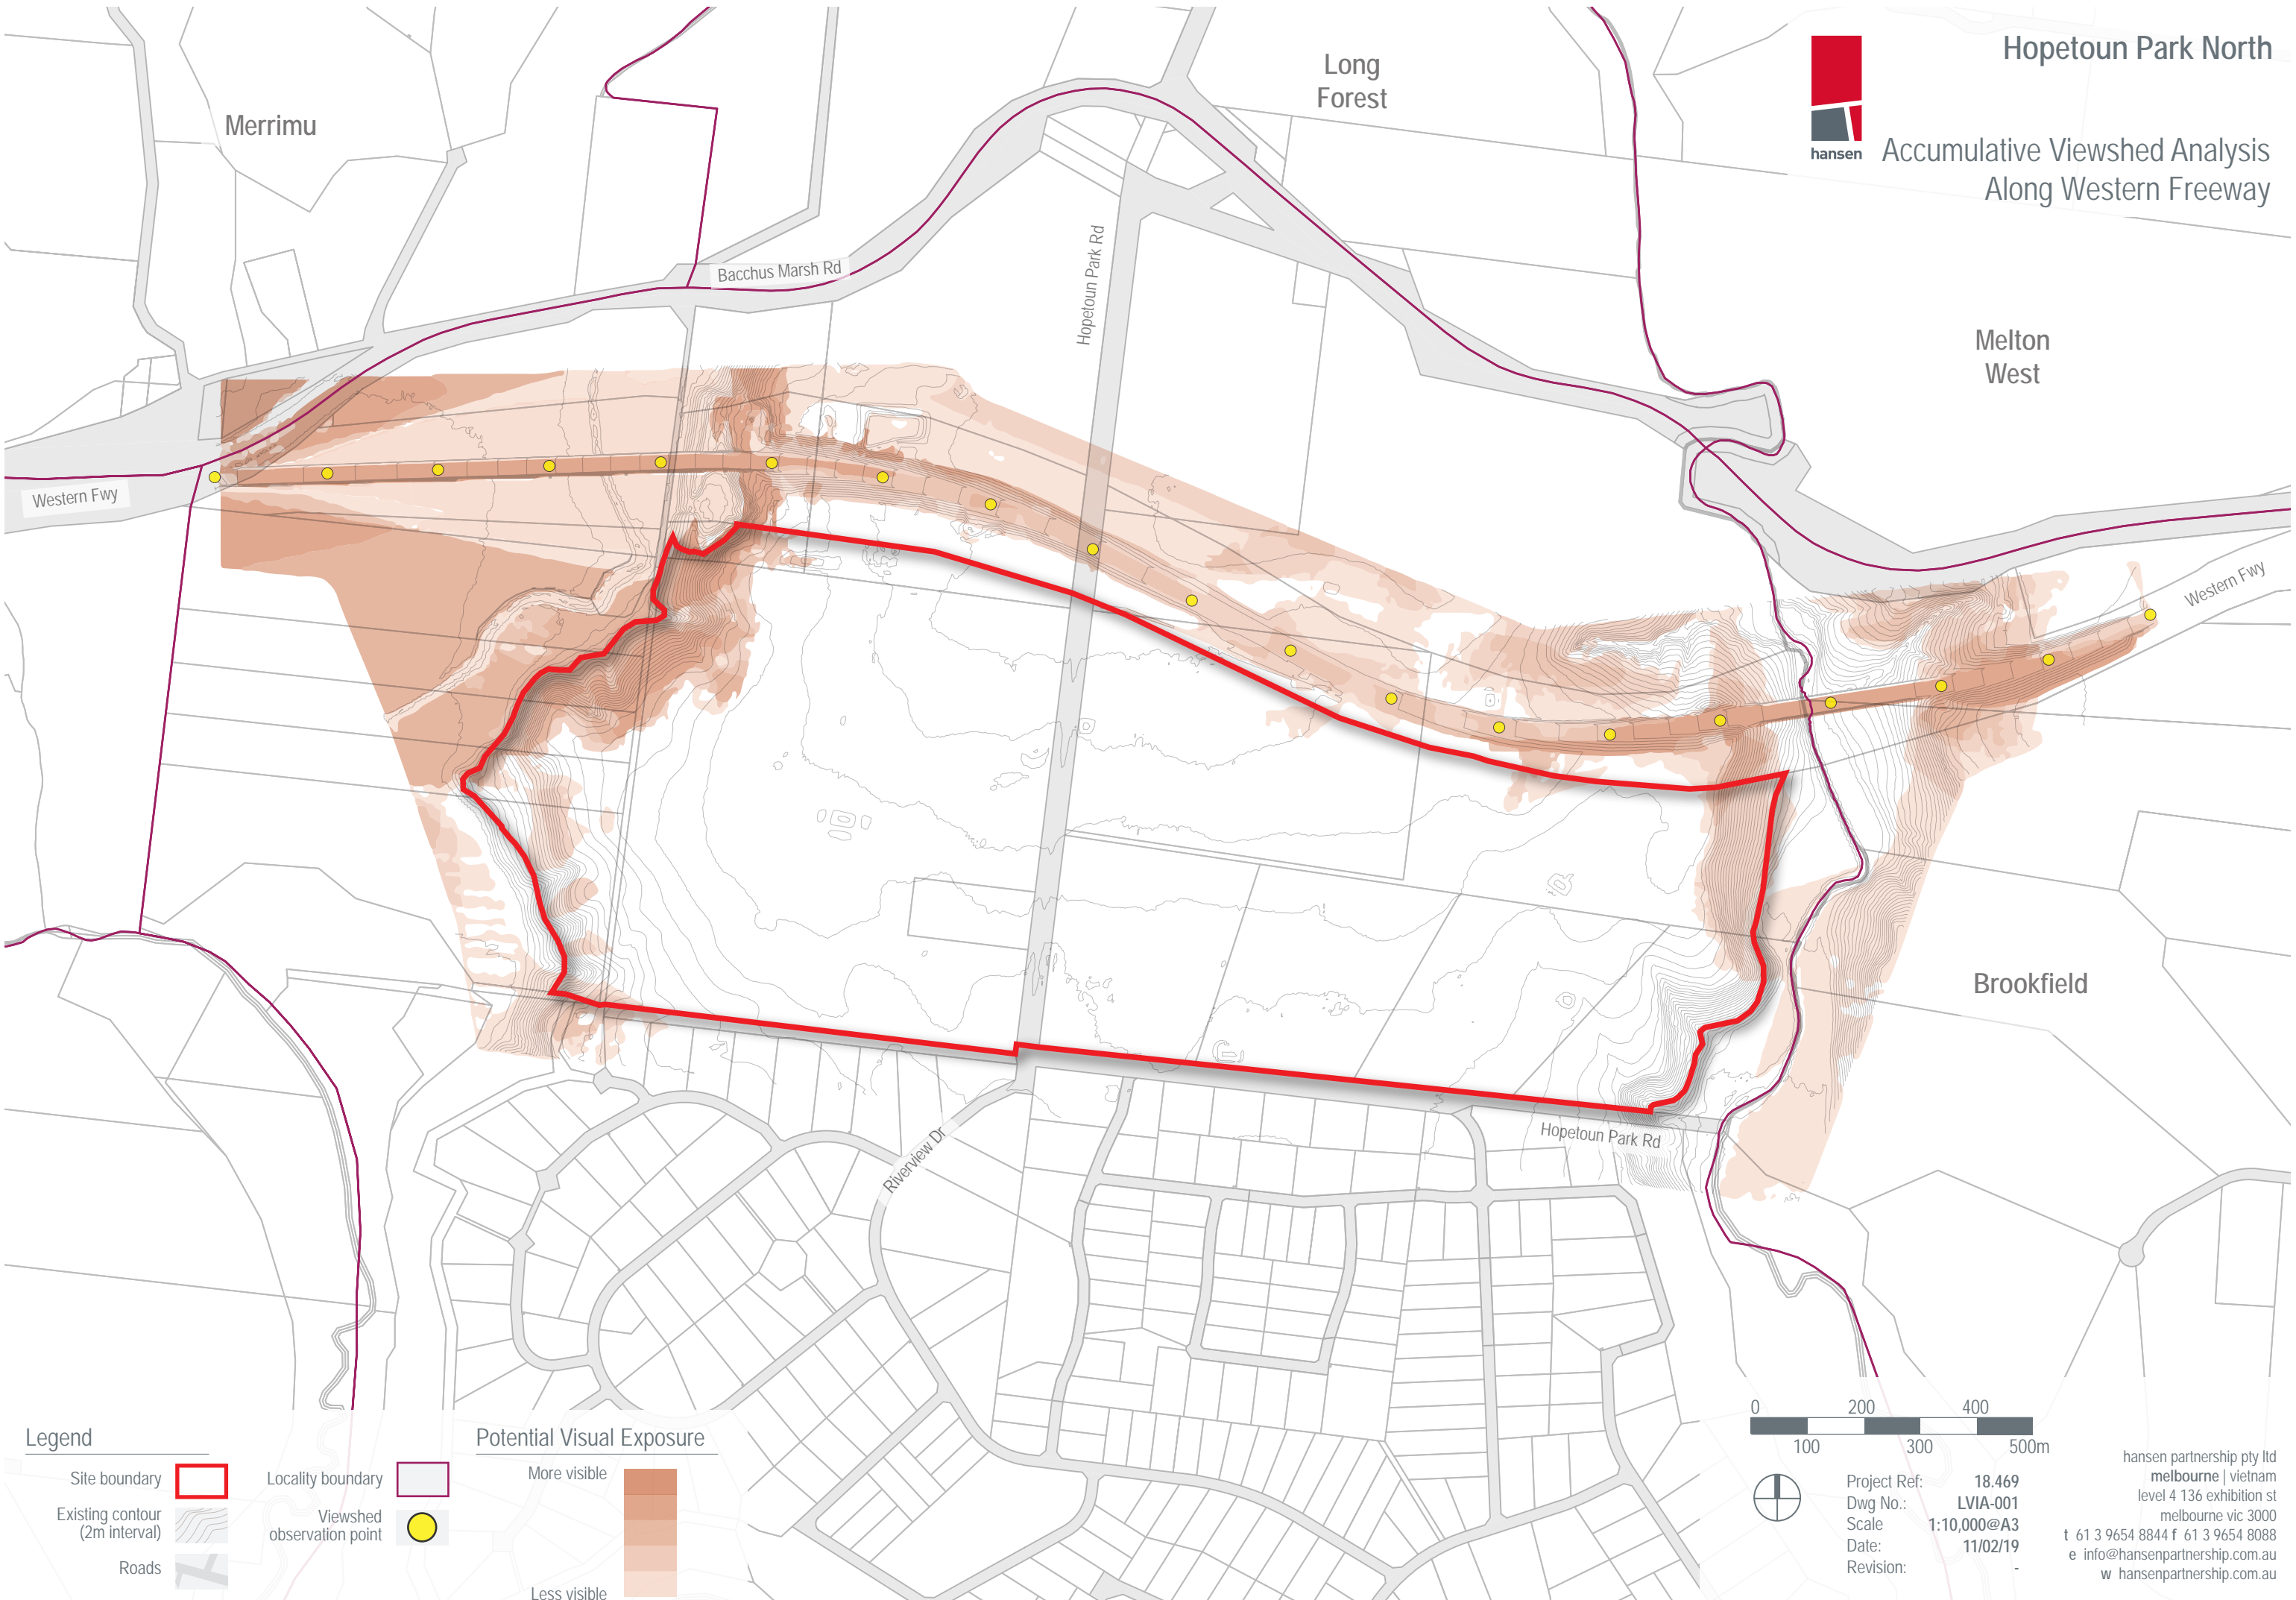 Hopetoun Park North
hansen
Accumulative Viewshed Analysis
Along Western Freeway
Merrimu
Long
Forest
Bacchus Marsh Rd
Hopetoun Park Rd
Melton
West
Western Fwy
Western Fwy
Brookfield
Hopetoun Park Rd
Riverview Dr
Legend
Site boundary
Locality boundary
Existing contour
(2m interval)
Viewshed
observation point
Roads
Potential Visual Exposure
More visible
Less visible
0 200 400
100 300 500m
Project Ref: 18.469
Dwg No.: LVIA-001
Scale 1:10,000@A3
Date: 11/02/19
Revision: -
hansen partnership pty ltd
melbourne | vietnam
level 4 136 exhibition st
melbourne vic 3000
t 61 3 9654 8844 f 61 3 9654 8088
e info@hansenpartnership.com.au
w hansenpartnership.com.au